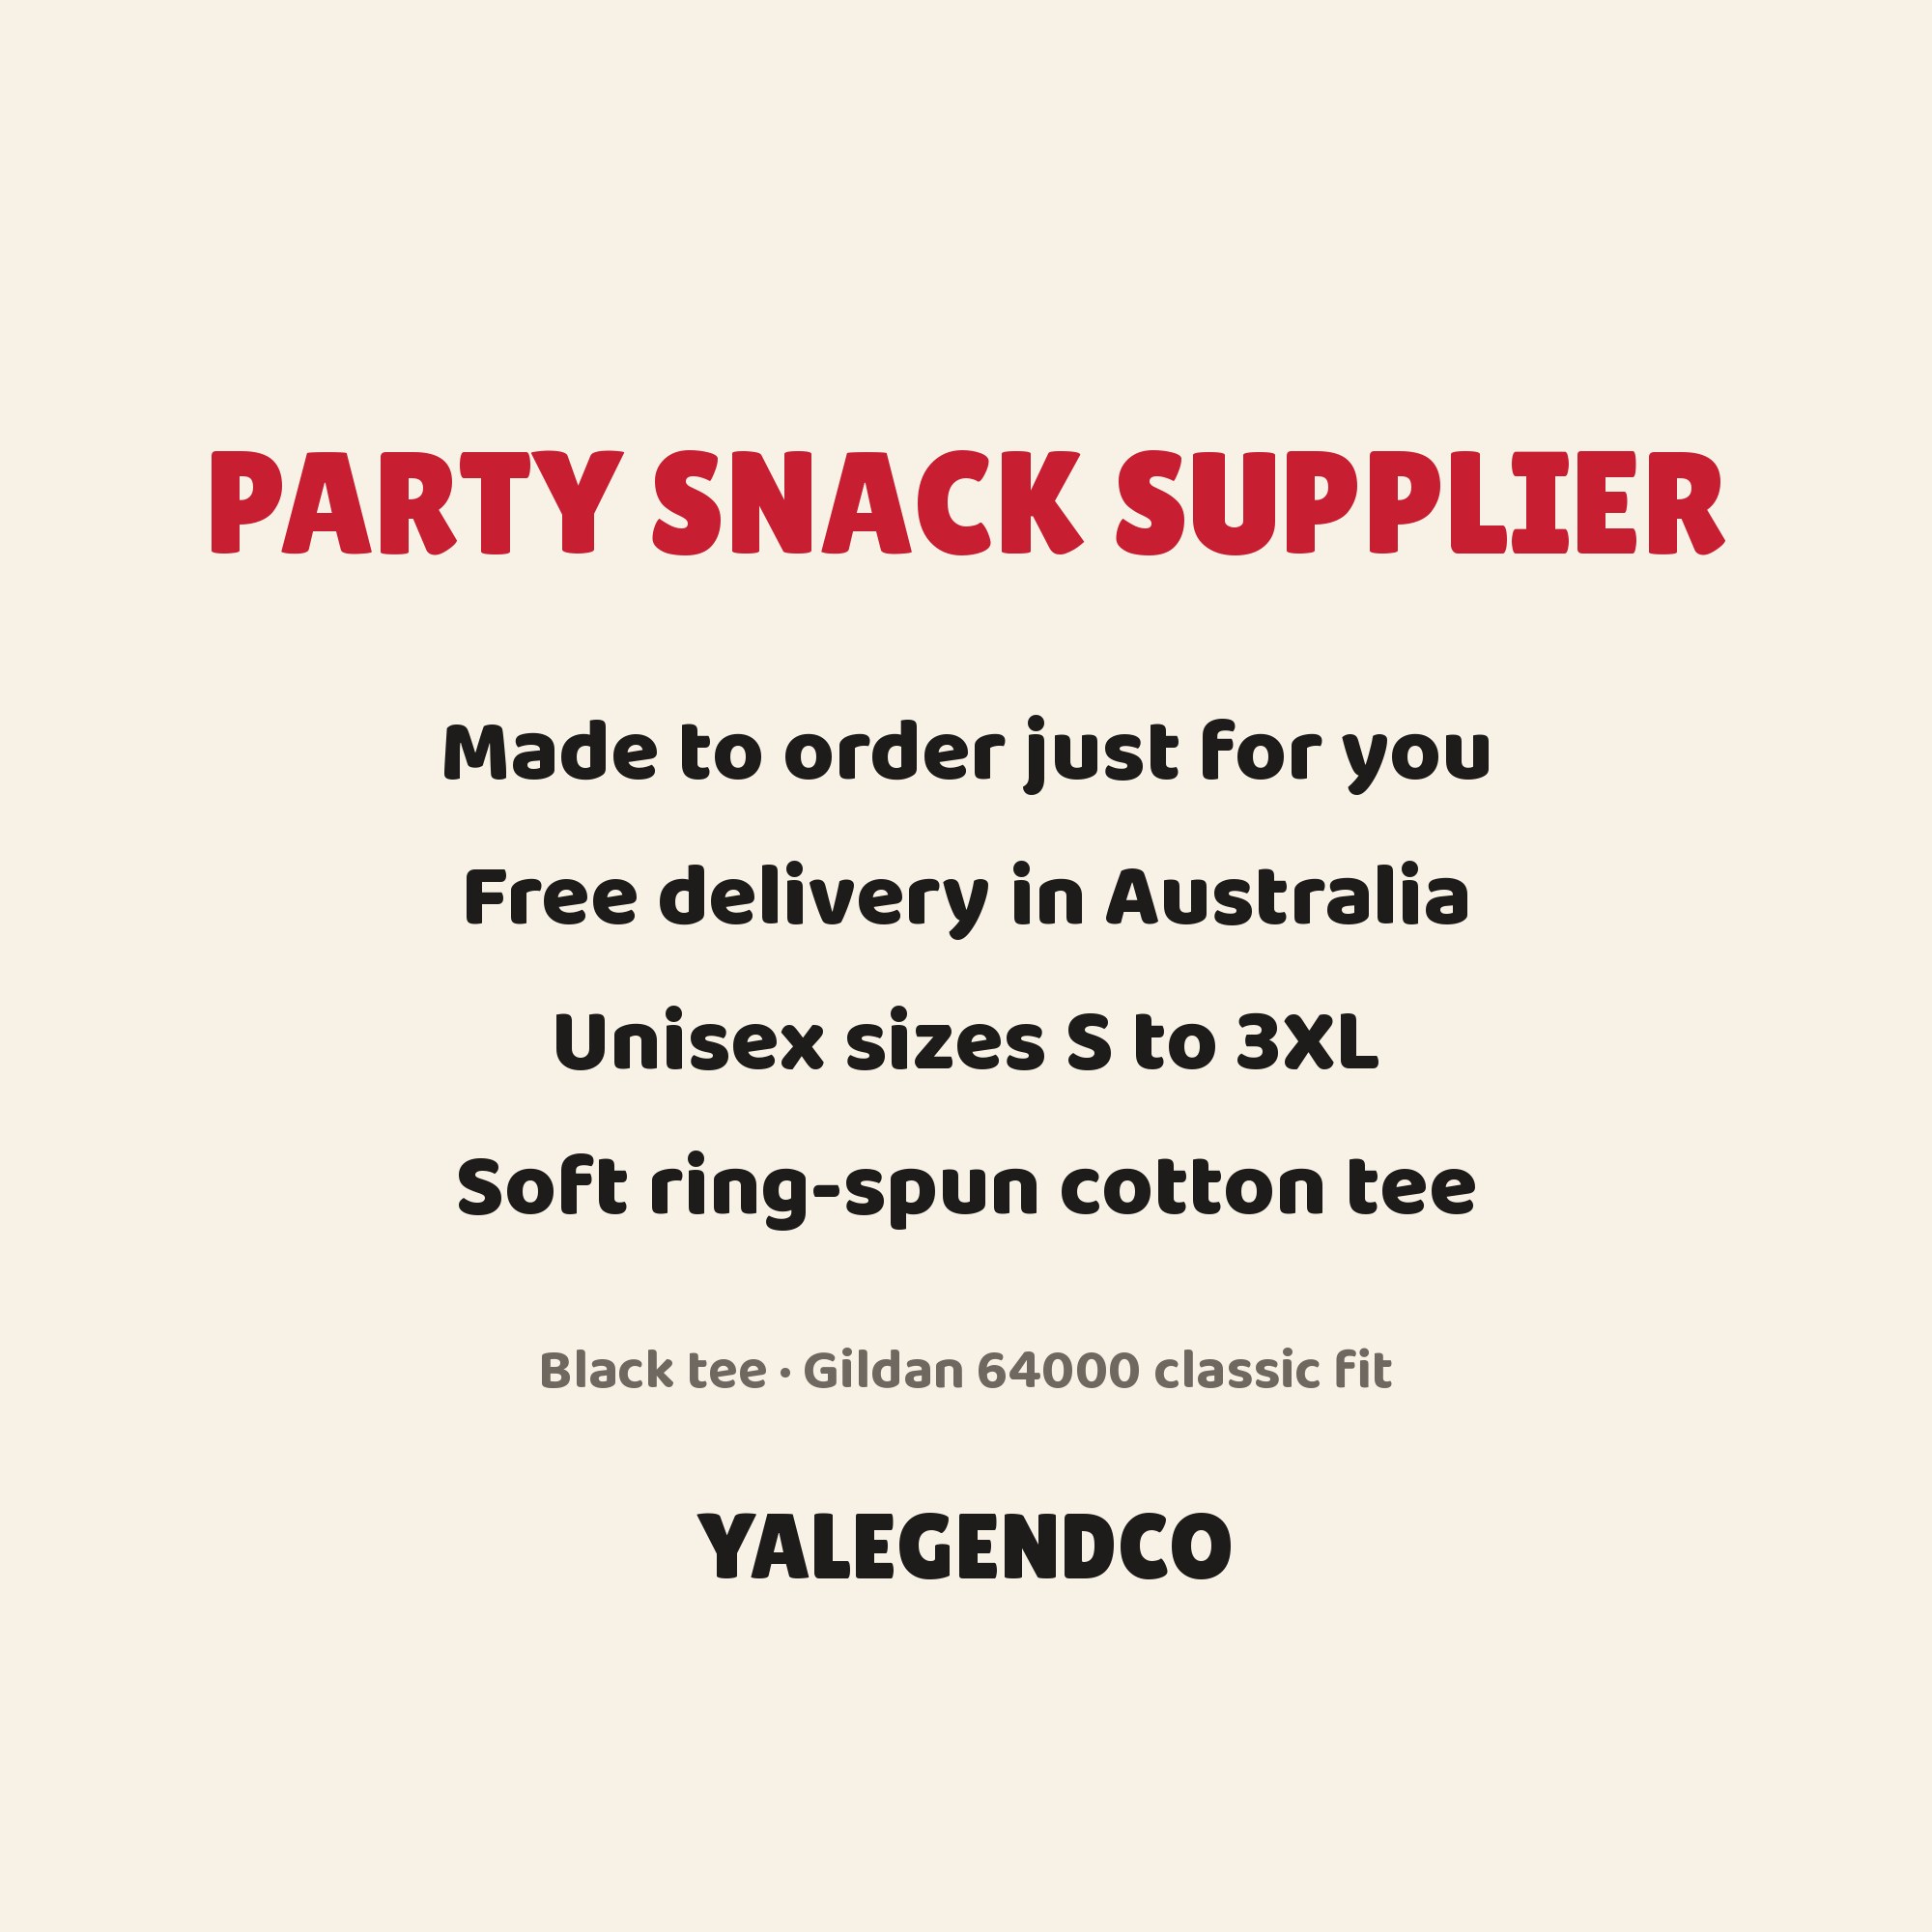 PARTY SNACK SUPPLIER
Made to order just for you
Free delivery in Australia
Unisex sizes S to 3XL
Soft ring-spun cotton tee
Black tee • Gildan 64000 classic fit
YALEGENDCO